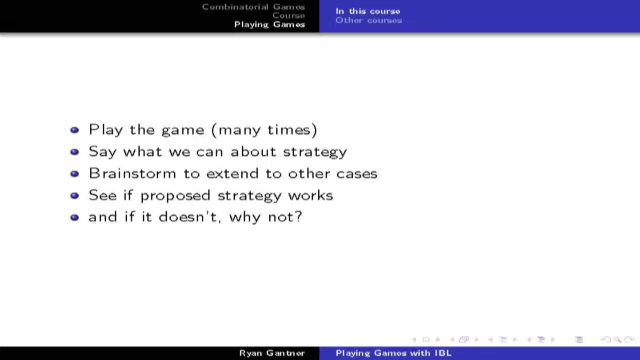 Combinatorial Games
Course
Playing Games
In this course
Other courses
Play the game (many times)
Say what we can about strategy
Brainstorm to extend to other cases
See if proposed strategy works
and if it doesn't, why not?
Ryan Gantner
Playing Games with IBL